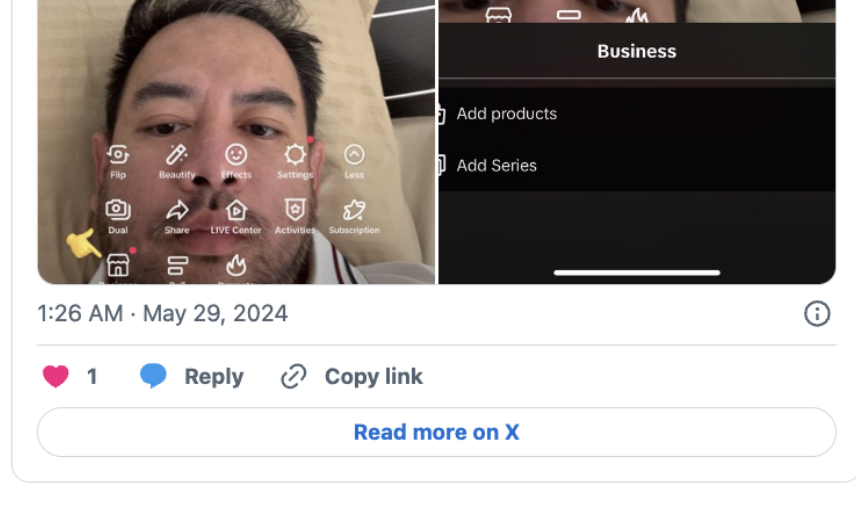 Business
Add products
Add Series
Flip Beautify Effects Settings Less
Dual Share LIVE Center Activities Subscription
1:26 AM · May 29, 2024
1 Reply Copy link
Read more on X